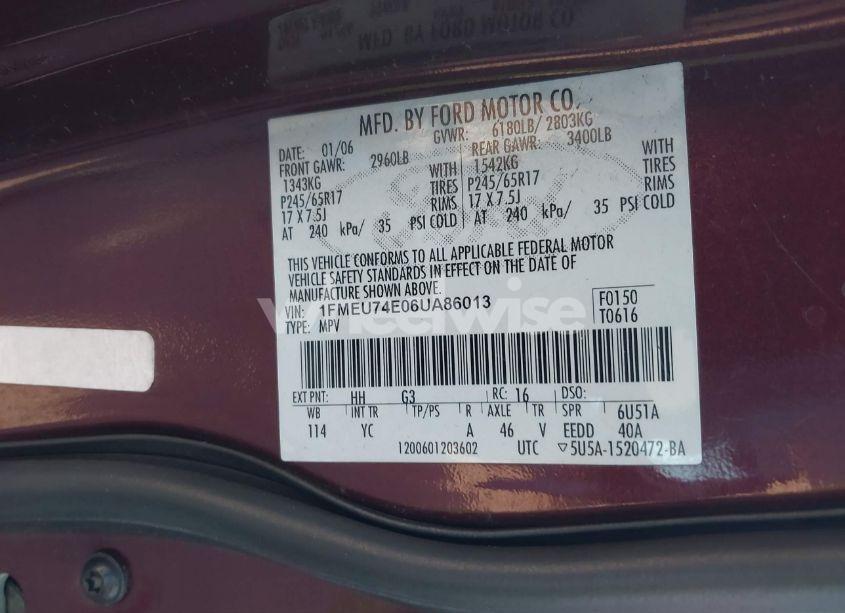 MFD. BY FORD MOTOR CO.
DATE: 01/06 GVWR: 6180LB/ 2803KG
FRONT GAWR: 2960LB REAR GAWR: 3400LB
1343KG WITH 1542KG WITH
P245/65R17 TIRES P245/65R17 TIRES
17 X 7.5J RIMS 17 X 7.5J RIMS
AT 240 kPa/ 35 PSI COLD AT 240 kPa/ 35 PSI COLD
THIS VEHICLE CONFORMS TO ALL APPLICABLE FEDERAL MOTOR
VEHICLE SAFETY STANDARDS IN EFFECT ON THE DATE OF
MANUFACTURE SHOWN ABOVE.
VIN: 1FMEU74E06UA86013 F0150
TYPE: MPV T0616
wheelwise
EXT PNT: HH G3 RC: 16 DSO:
WB INT TR TP/PS R AXLE TR SPR 6U51A
114 YC A 46 V EEDD 40A
1200601203602 UTC ▽5U5A-1520472-BA